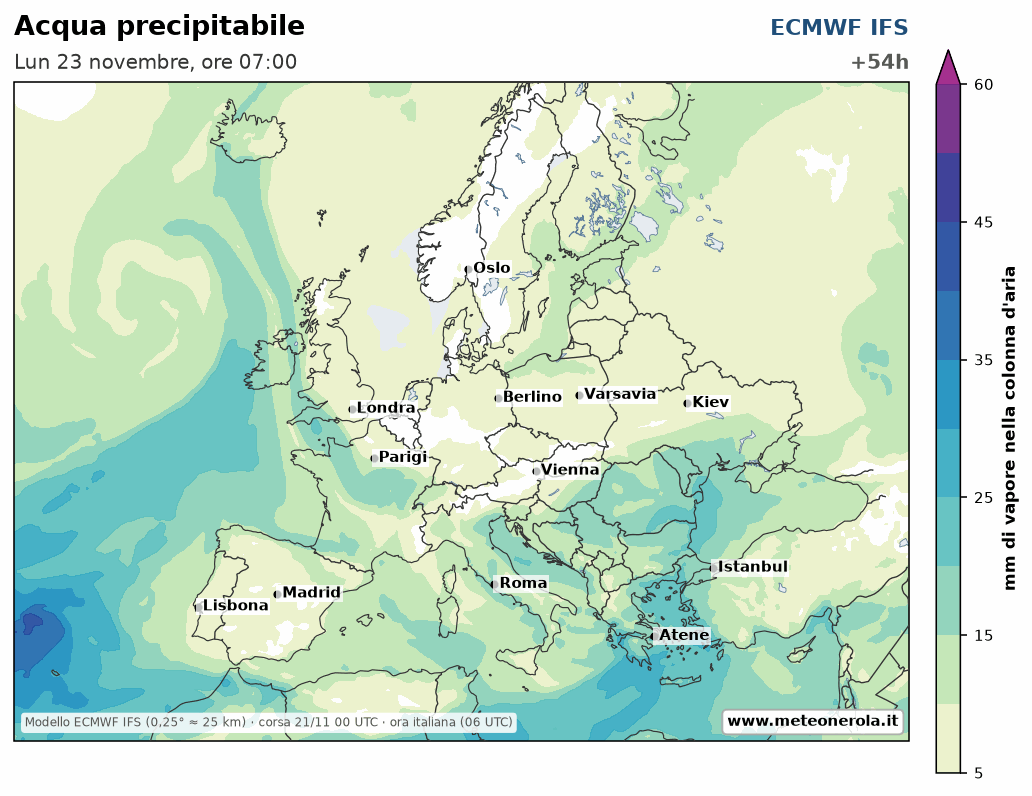 Acqua precipitabile
ECMWF IFS
Lun 23 novembre, ore 07:00
+54h
60
45
35
25
15
5
mm di vapore nella colonna d'aria
Oslo
Berlino
Varsavia
Kiev
Londra
Parigi
Vienna
Istanbul
Roma
Madrid
Lisbona
Atene
Modello ECMWF IFS (0,25° ≈ 25 km) · corsa 21/11 00 UTC · ora italiana (06 UTC)
www.meteonerola.it